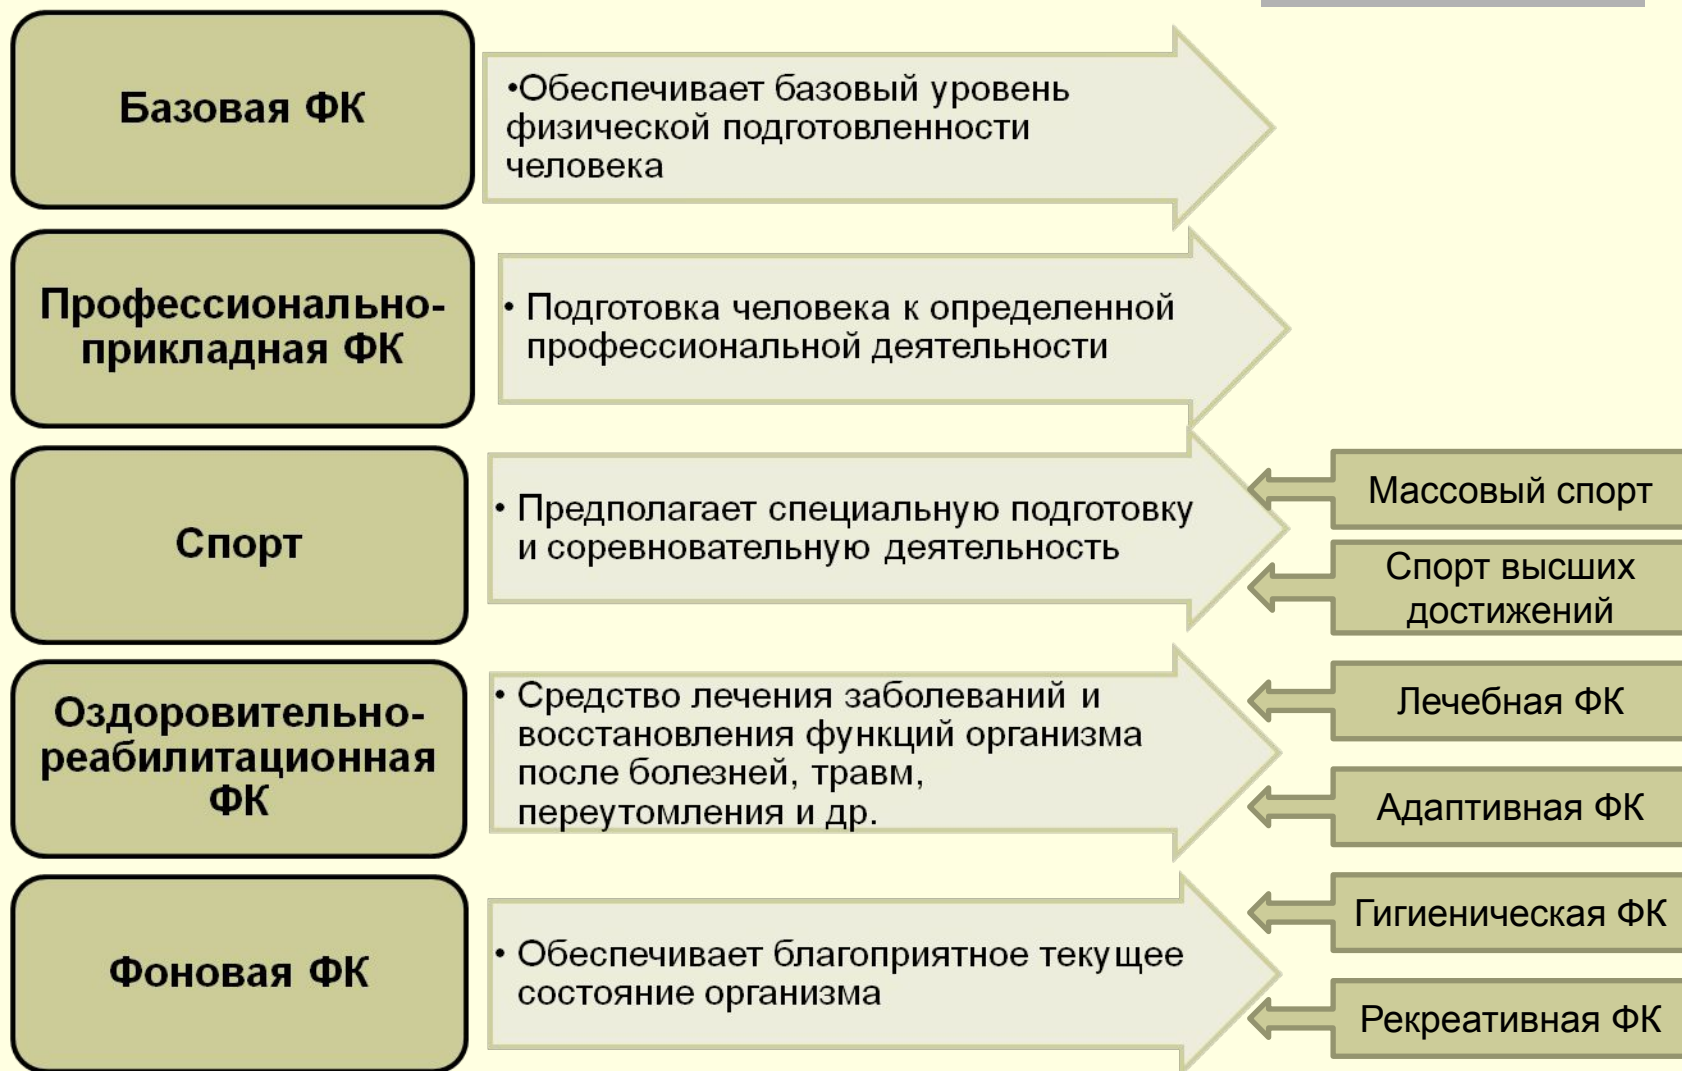 Базовая ФК
•Обеспечивает базовый уровень
физической подготовленности
человека
Профессионально-
прикладная ФК
• Подготовка человека к определенной
профессиональной деятельности
Спорт
• Предполагает специальную подготовку
и соревновательную деятельность
Массовый спорт
Спорт высших
достижений
Оздоровительно-
реабилитационная
ФК
• Средство лечения заболеваний и
восстановления функций организма
после болезней, травм,
переутомления и др.
Лечебная ФК
Адаптивная ФК
Фоновая ФК
• Обеспечивает благоприятное текущее
состояние организма
Гигиеническая ФК
Рекреативная ФК